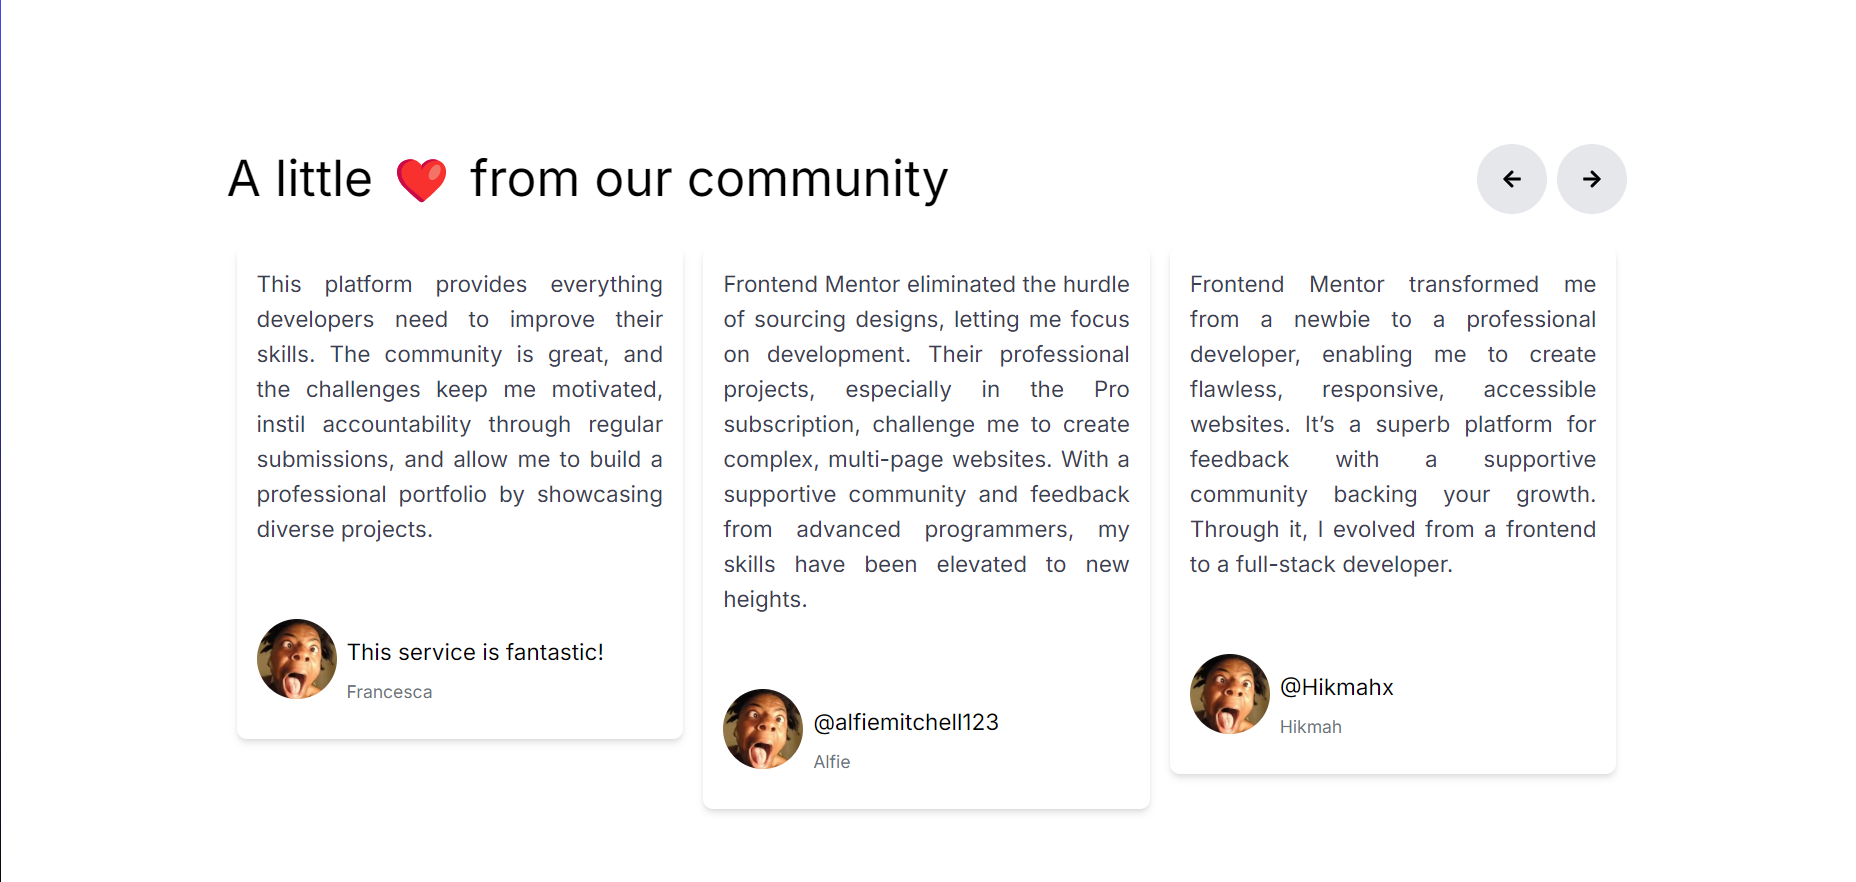 A little ❤️ from our community
This platform provides everything
developers need to improve their
skills. The community is great, and
the challenges keep me motivated,
instil accountability through regular
submissions, and allow me to build a
professional portfolio by showcasing
diverse projects.
This service is fantastic!
Francesca
Frontend Mentor eliminated the hurdle
of sourcing designs, letting me focus
on development. Their professional
projects, especially in the Pro
subscription, challenge me to create
complex, multi-page websites. With a
supportive community and feedback
from advanced programmers, my
skills have been elevated to new
heights.
@alfiemitchell123
Alfie
Frontend Mentor transformed me
from a newbie to a professional
developer, enabling me to create
flawless, responsive, accessible
websites. It’s a superb platform for
feedback with a supportive
community backing your growth.
Through it, I evolved from a frontend
to a full-stack developer.
@Hikmahx
Hikmah